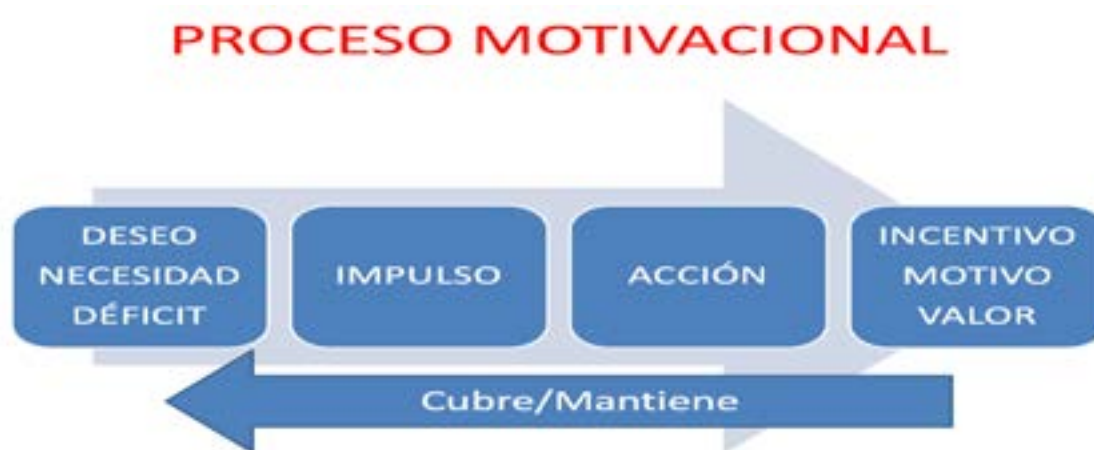 PROCESO MOTIVACIONAL
DESEO
NECESIDAD
DÉFICIT
IMPULSO
ACCIÓN
INCENTIVO
MOTIVO
VALOR
Cubre/Mantiene